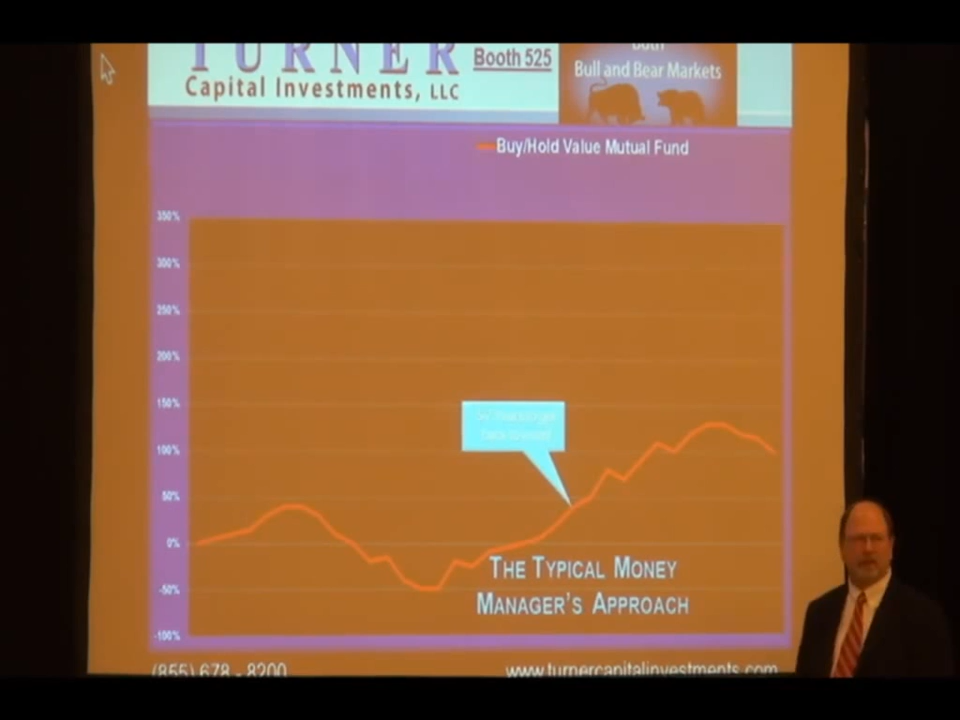 TURNER
Capital Investments, LLC
Booth 525
Both
Bull and Bear Markets
Buy/Hold Value Mutual Fund
350%
300%
250%
200%
150%
100%
50%
0%
-50%
-100%
THE TYPICAL MONEY
MANAGER'S APPROACH
(855) 678 - 8200
www.turnercapitalinvestments.com